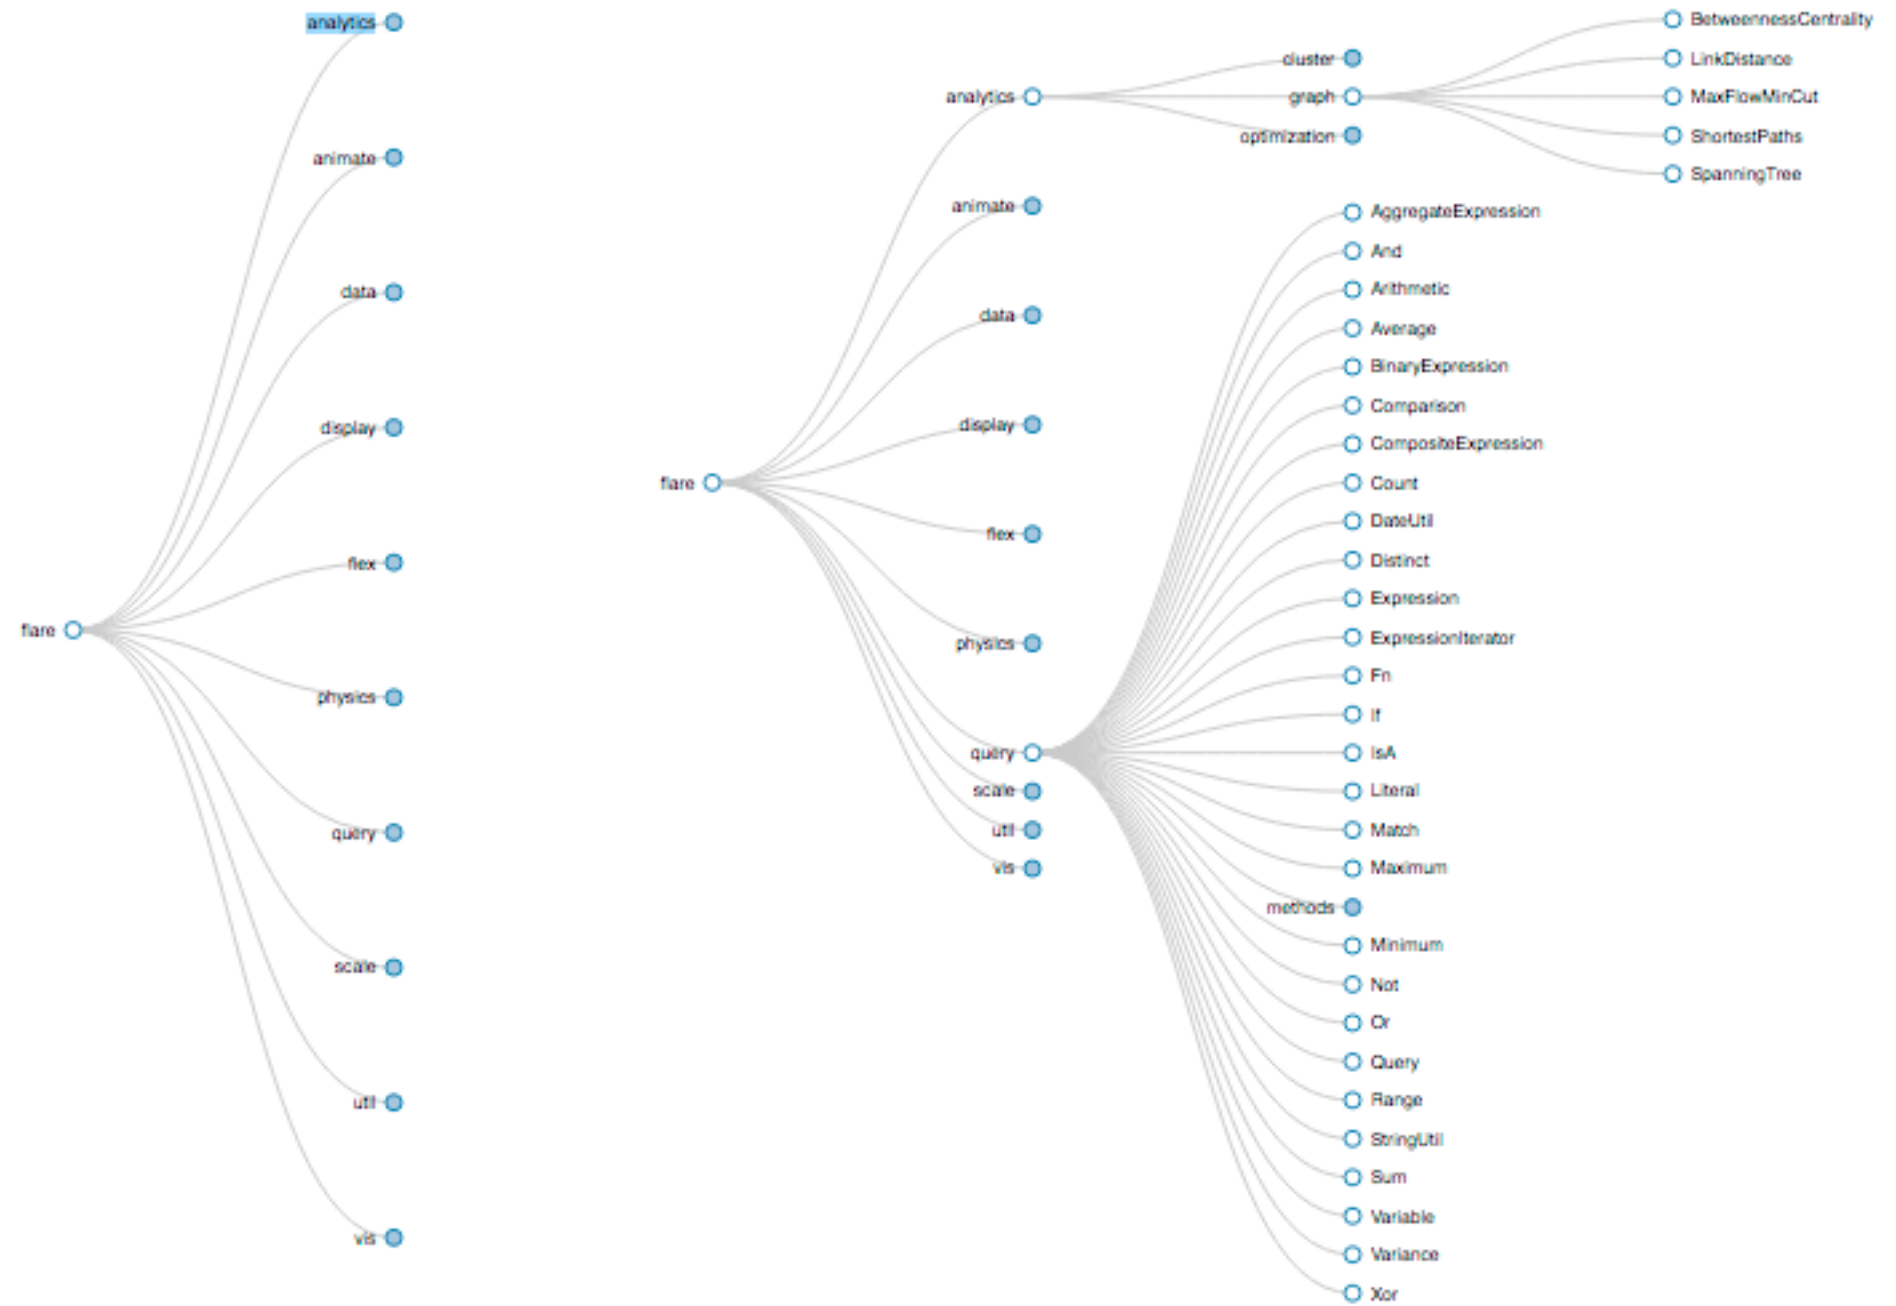 analytics
animate
data
display
flex
flare
physics
query
scale
util
vis
analytics
cluster
graph
optimization
BetweennessCentrality
LinkDistance
MaxFlowMinCut
ShortestPaths
SpanningTree
animate
data
display
flare
flex
physics
query
scale
util
vis
AggregateExpression
And
Arithmetic
Average
BinaryExpression
Comparison
CompositeExpression
Count
DateUtil
Distinct
Expression
ExpressionIterator
Fn
If
IsA
Literal
Match
Maximum
methods
Minimum
Not
Or
Query
Range
StringUtil
Sum
Variable
Variance
Xor